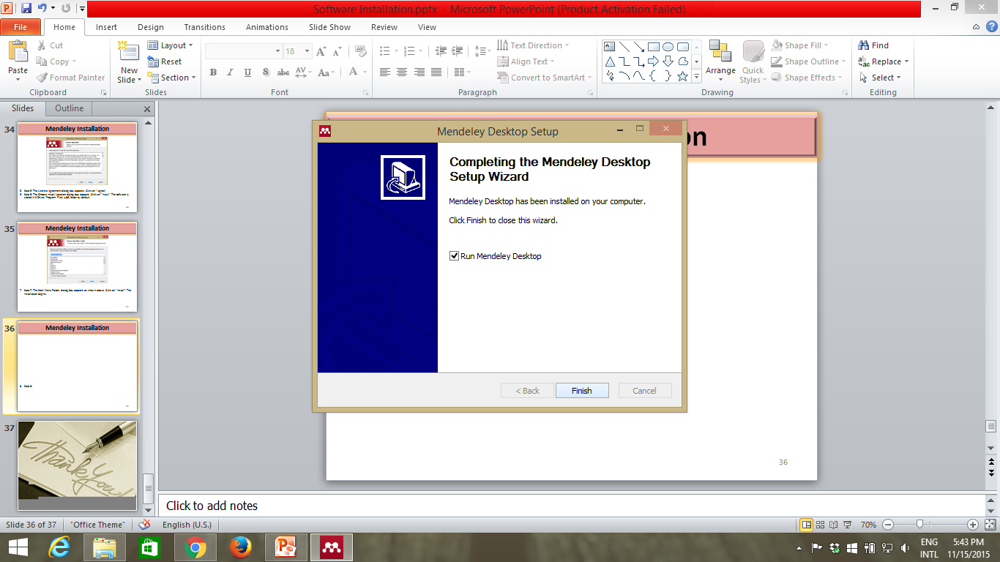 Software Installation.pptx - Microsoft PowerPoint (Product Activation Failed)
File Home Insert Design Transitions Animations Slide Show Review View
Paste
Cut
Copy
Format Painter
Clipboard
New Slide
Layout
Reset
Section
Slides
18
B I U S abc AV Aa A
Font
Text Direction
Align Text
Convert to SmartArt
Paragraph
Arrange
Quick Styles
Shape Fill
Shape Outline
Shape Effects
Drawing
Find
Replace
Select
Editing
Slides Outline
34
Mendeley Installation
35
Mendeley Installation
36
Mendeley Installation
37
Thank You
Mendeley Desktop Setup
on
Completing the Mendeley Desktop
Setup Wizard
Mendeley Desktop has been installed on your computer.
Click Finish to close this wizard.
Run Mendeley Desktop
< Back Finish Cancel
36
Click to add notes
Slide 36 of 37 "Office Theme" English (U.S.) 70%
ENG 5:43 PM
INTL 11/15/2015